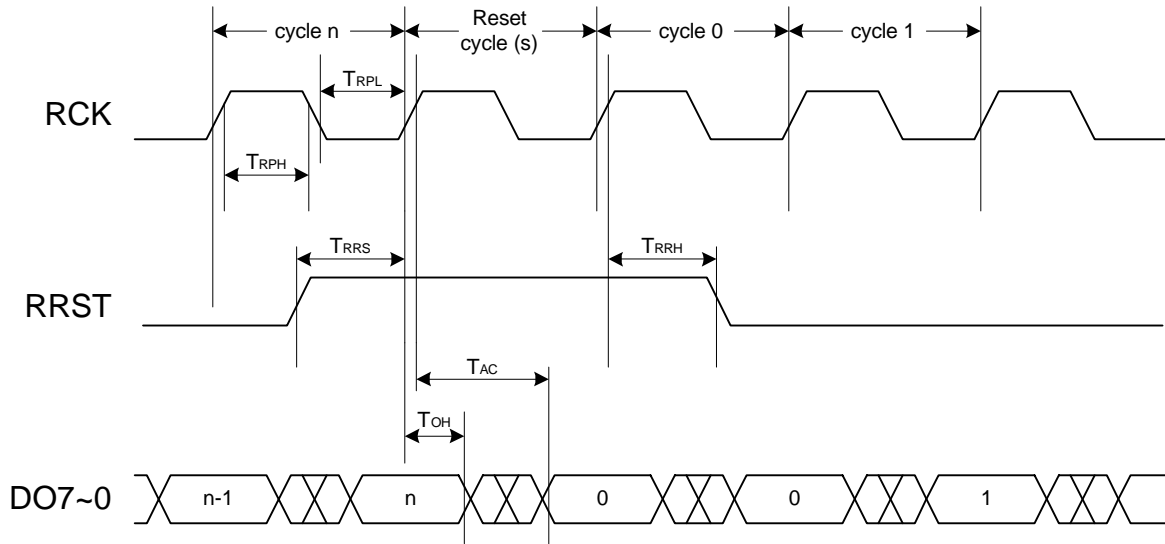 cycle n
Reset
cycle (s)
cycle 0
cycle 1
TRPL
RCK
TRPH
TRRS
TRRH
RRST
TAC
TOH
DO7~0
n-1
n
0
0
1